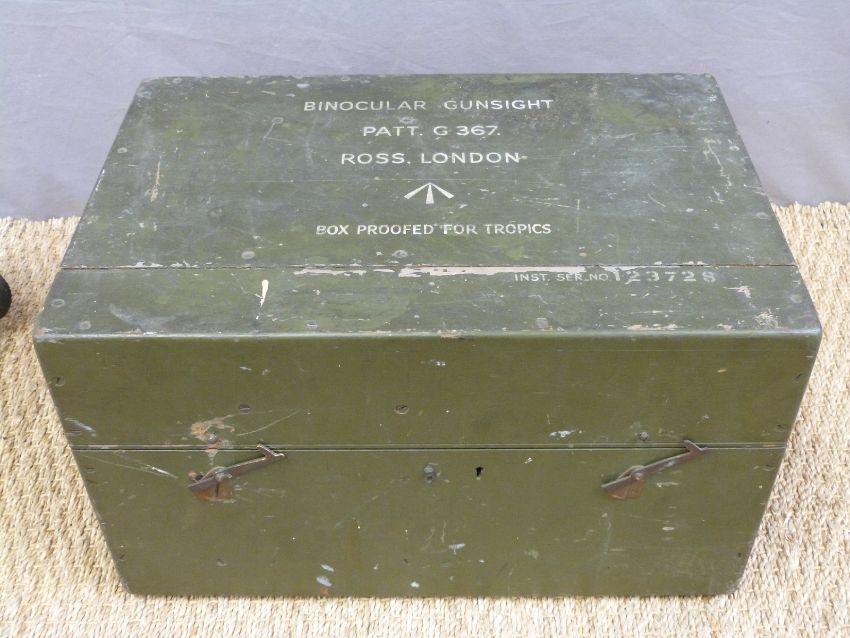 BINOCULAR GUNSIGHT
PATT. G 367.
ROSS. LONDON
BOX PROOFED FOR TROPICS
INST. SER. NO. 123728